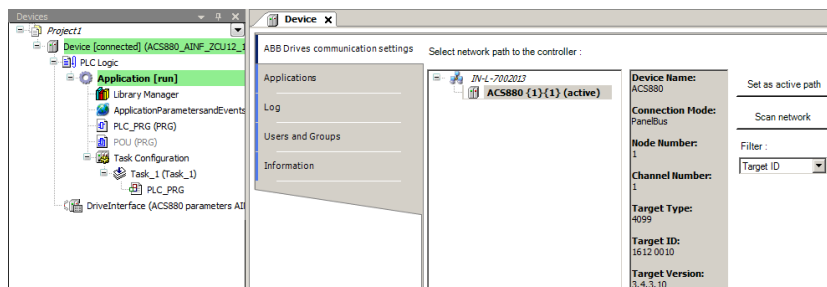 Devices
Project1
Device [connected] (ACS880_AINF_ZCU12_1
PLC Logic
Application [run]
Library Manager
ApplicationParametersandEvents
PLC_PRG (PRG)
POU (PRG)
Task Configuration
Task_1 (Task_1)
PLC_PRG
DriveInterface (ACS880 parameters AI
Device
ABB Drives communication settings
Applications
Log
Users and Groups
Information
Select network path to the controller :
IN-L-7002013
ACS880 {1}{1} (active)
Device Name:
ACS880
Connection Mode:
PanelBus
Node Number:
1
Channel Number:
1
Target Type:
4099
Target ID:
1612 0010
Target Version:
3.4.3.10
Set as active path
Scan network
Filter :
Target ID